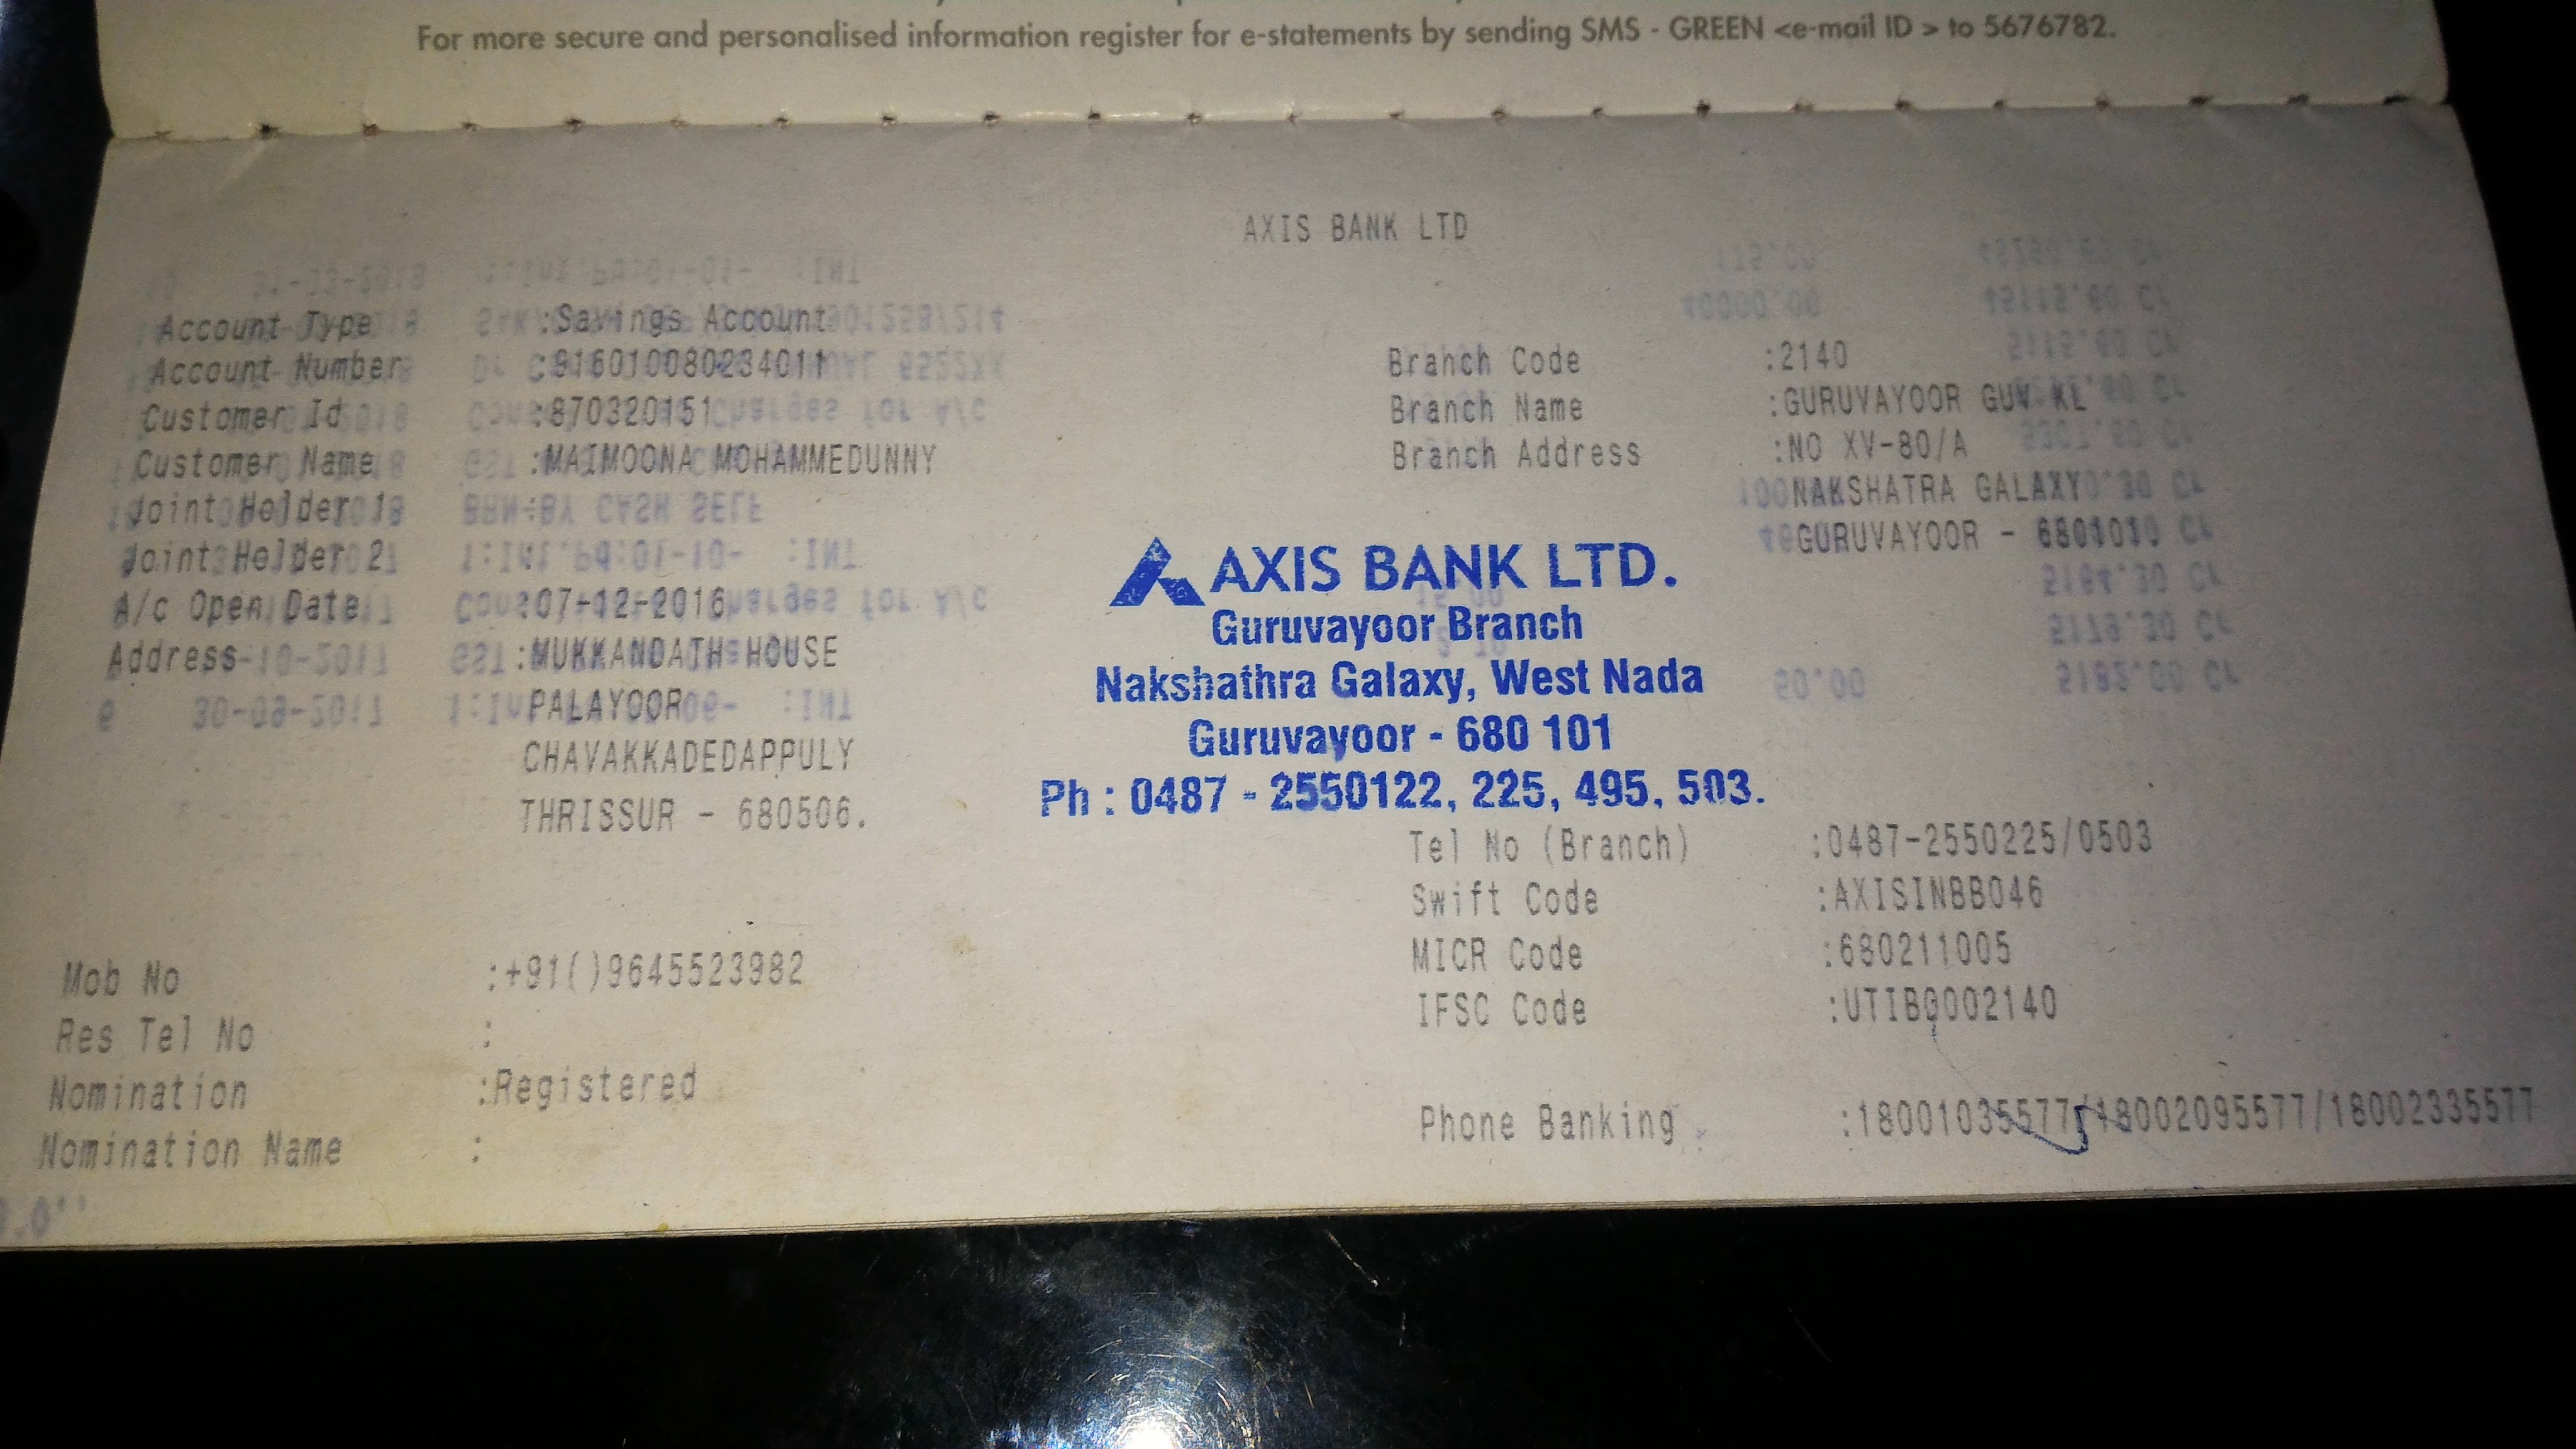 For more secure and personalised information register for e-statements by sending SMS - GREEN <e-mail ID > to 5676782.
AXIS BANK LTD
Account Type :Savings Account
Account Number :916010080234011
Customer Id :870320151
Customer Name :MAIMOONA MOHAMMEDUNNY
Joint Holder 1
Joint Holder 2
A/c Open Date :07-12-2016
Address :MUKKANDATH HOUSE
PALAYOOR
CHAVAKKADEDAPPULY
THRISSUR - 680506.
Mob No :+91()9645523982
Res Tel No :
Nomination :Registered
Nomination Name :
Branch Code :2140
Branch Name :GURUVAYOOR GUV KL
Branch Address :NO XV-80/A
NAKSHATRA GALAXY
GURUVAYOOR - 680101
AXIS BANK LTD.
Guruvayoor Branch
Nakshathra Galaxy, West Nada
Guruvayoor - 680 101
Ph : 0487 - 2550122, 225, 495, 503.
Tel No (Branch) :0487-2550225/0503
Swift Code :AXISINBB046
MICR Code :680211005
IFSC Code :UTIB0002140
Phone Banking :18001035577/18002095577/18002335577